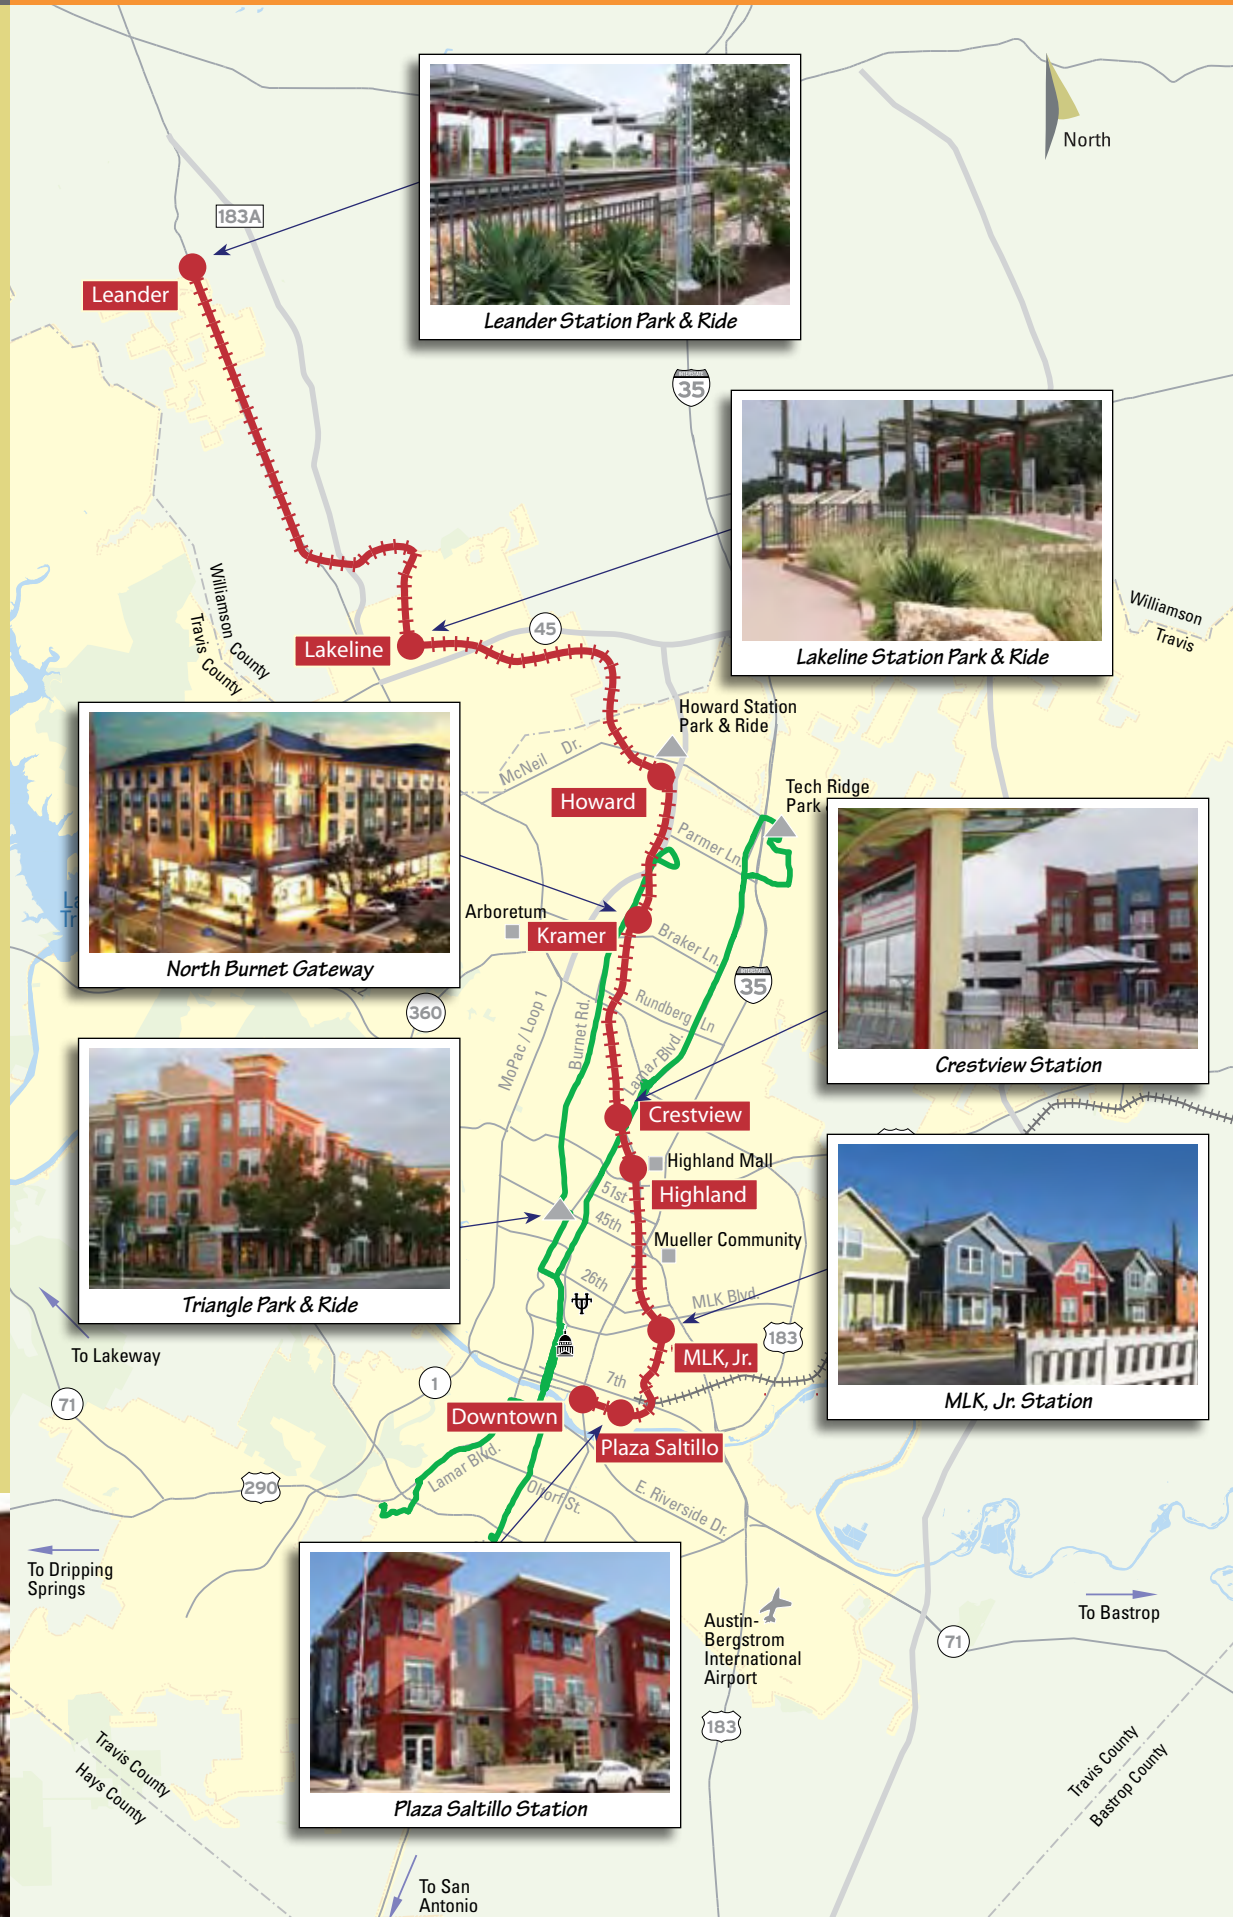 North
183A
Leander
Leander Station Park & Ride
35
Williamson County
Travis County
Lakeline
45
Lakeline Station Park & Ride
Williamson
Travis
Howard Station
Park & Ride
McNeil Dr.
Howard
Tech Ridge
Park
Parmer Ln.
Arboretum
Kramer
Braker Ln.
North Burnet Gateway
35
360
MoPac / Loop 1
Burnet Rd.
Rundberg Ln
Lamar Blvd.
Crestview Station
Crestview
Highland Mall
Highland
51st
45th
Mueller Community
Triangle Park & Ride
26th
MLK Blvd.
183
MLK, Jr.
MLK, Jr. Station
To Lakeway
71
1
7th
Downtown
Plaza Saltillo
290
Lamar Blvd.
Oltorf St.
E. Riverside Dr.
To Dripping
Springs
To Bastrop
Austin-
Bergstrom
International
Airport
71
183
Plaza Saltillo Station
Travis County
Hays County
Travis County
Bastrop County
To San
Antonio